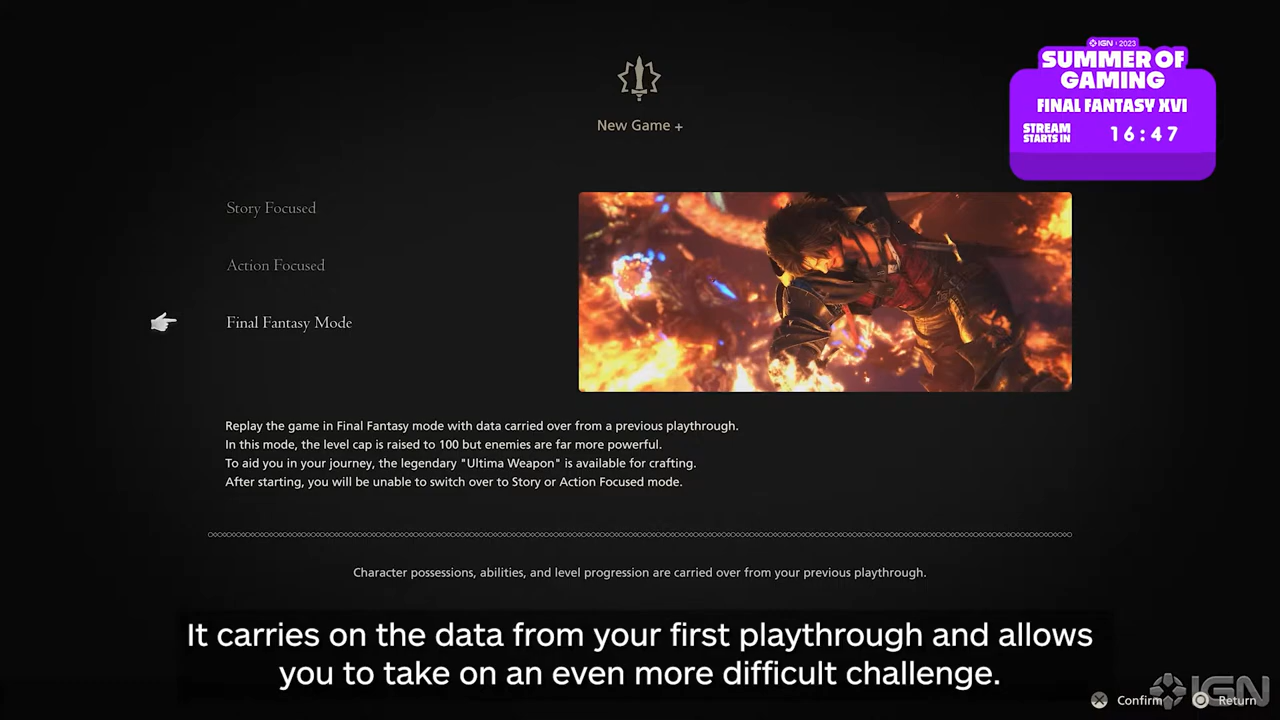 IGN 2023
SUMMER OF
GAMING
FINAL FANTASY XVI
STREAM
STARTS IN
16:47
New Game +
Story Focused
Action Focused
Final Fantasy Mode
Replay the game in Final Fantasy mode with data carried over from a previous playthrough.
In this mode, the level cap is raised to 100 but enemies are far more powerful.
To aid you in your journey, the legendary "Ultima Weapon" is available for crafting.
After starting, you will be unable to switch over to Story or Action Focused mode.
Character possessions, abilities, and level progression are carried over from your previous playthrough.
It carries on the data from your first playthrough and allows
you to take on an even more difficult challenge.
IGN
Confirm
Return